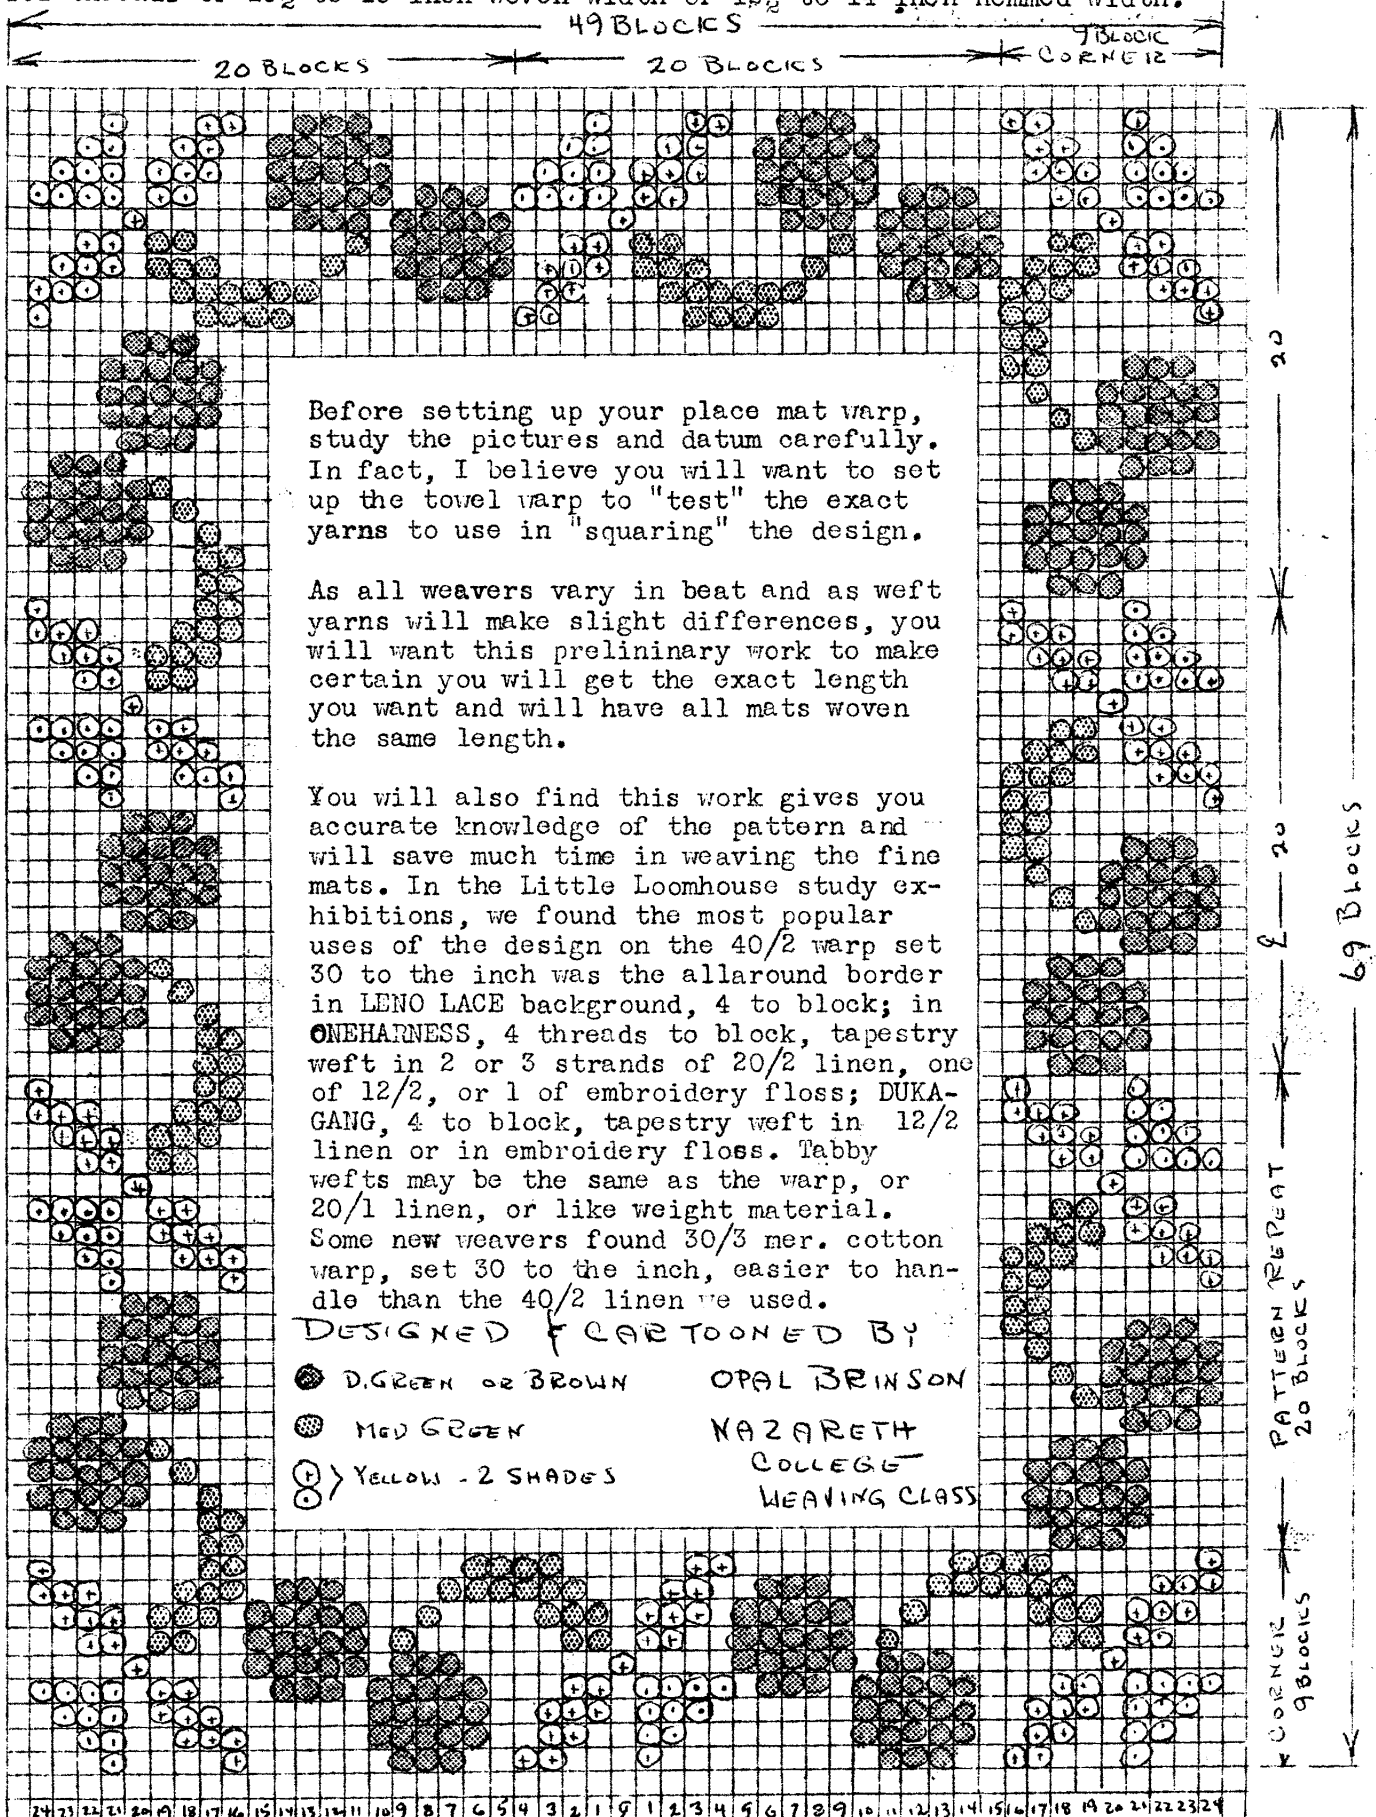 49 BLOCKS
20 BLOCKS
20 BLOCKS
9 BLOCK
CORNER
Before setting up your place mat warp,
study the pictures and datum carefully.
In fact, I believe you will want to set
up the towel warp to "test" the exact
yarns to use in "squaring" the design.
As all weavers vary in beat and as weft
yarns will make slight differences, you
will want this prelininary work to make
certain you will get the exact length
you want and will have all mats woven
the same length.
You will also find this work gives you
accurate knowledge of the pattern and
will save much time in weaving the fine
mats. In the Little Loomhouse study ex-
hibitions, we found the most popular
uses of the design on the 40/2 warp set
30 to the inch was the allaround border
in LENO LACE background, 4 to block; in
ONEHARNESS, 4 threads to block, tapestry
weft in 2 or 3 strands of 20/2 linen, one
of 12/2, or 1 of embroidery floss; DUKA-
GANG, 4 to block, tapestry weft in 12/2
linen or in embroidery floss. Tabby
wefts may be the same as the warp, or
20/1 linen, or like weight material.
Some new weavers found 30/3 mer. cotton
warp, set 30 to the inch, easier to han-
dle than the 40/2 linen we used.
DESIGNED & CARTOONED BY
D. GREEN OR BROWN OPAL BRINSON
MED GREEN NAZARETH
COLLEGE
YELLOW - 2 SHADES
WEAVING CLASS
20
20
69 BLOCKS
PATTERN REPEAT
20 BLOCKS
CORNER
9 BLOCKS
24 23 22 21 20 19 18 17 16 15 14 13 12 11 10 9 8 7 6 5 4 3 2 1 1 2 3 4 5 6 7 8 9 10 11 12 13 14 15 16 17 18 19 20 21 22 23 24